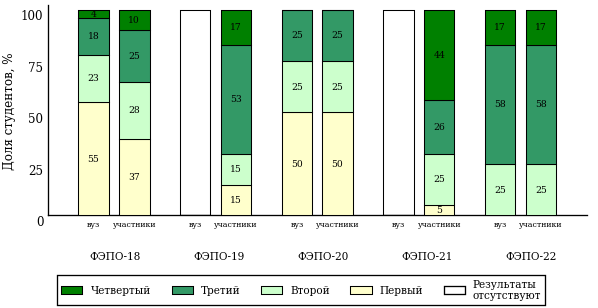 Доля студентов, %
100
75
50
25
0
4 18 23 55
10 25 28 37
17 53 15 15
25 25 50
25 25 50
44 26 25 5
17 58 25
17 58 25
вуз участники вуз участники вуз участники вуз участники вуз участники
ФЭПО-18 ФЭПО-19 ФЭПО-20 ФЭПО-21 ФЭПО-22
Четвертый Третий Второй Первый Результаты
отсутствуют